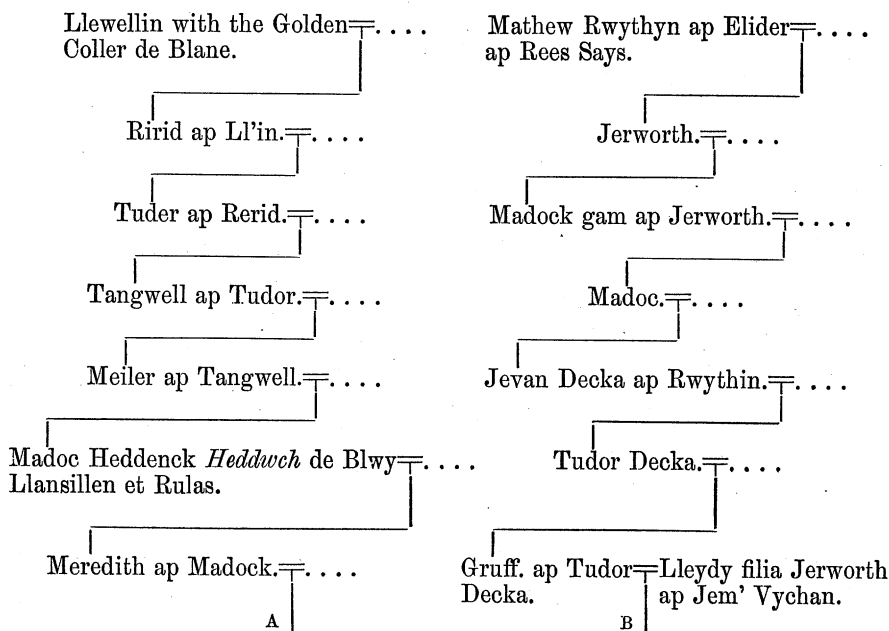 Llewellin with the Golden=. . . .
Coller de Blane.
Ririd ap Ll'in.=. . . .
Tuder ap Rerid.=. . . .
Tangwell ap Tudor.=. . . .
Meiler ap Tangwell.=. . . .
Madoc Heddenck Heddwch de Blwy=. . . .
Llansillen et Rulas.
Meredith ap Madock.=. . . .
A
Mathew Rwythyn ap Elider=. . . .
ap Rees Says.
Jerworth.=. . . .
Madock gam ap Jerworth.=. . . .
Madoc.=. . . .
Jevan Decka ap Rwythin.=. . . .
Tudor Decka.=. . . .
Gruff. ap Tudor=Lleydy filia Jerworth
Decka. ap Jem' Vychan.
B